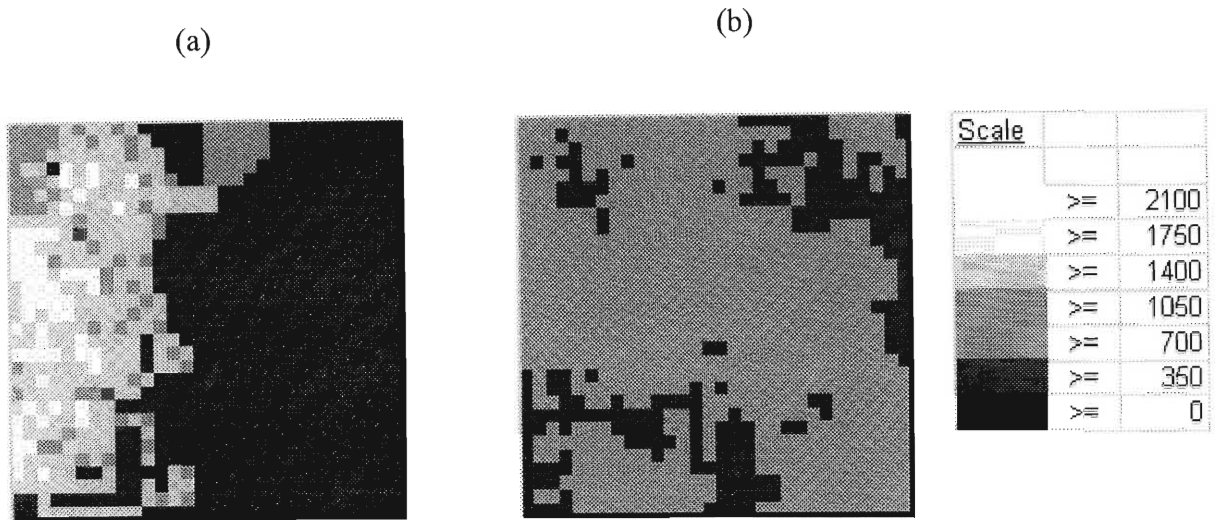 (a)
(b)
Scale
>= 2100
>= 1750
>= 1400
>= 1050
>= 700
>= 350
>= 0